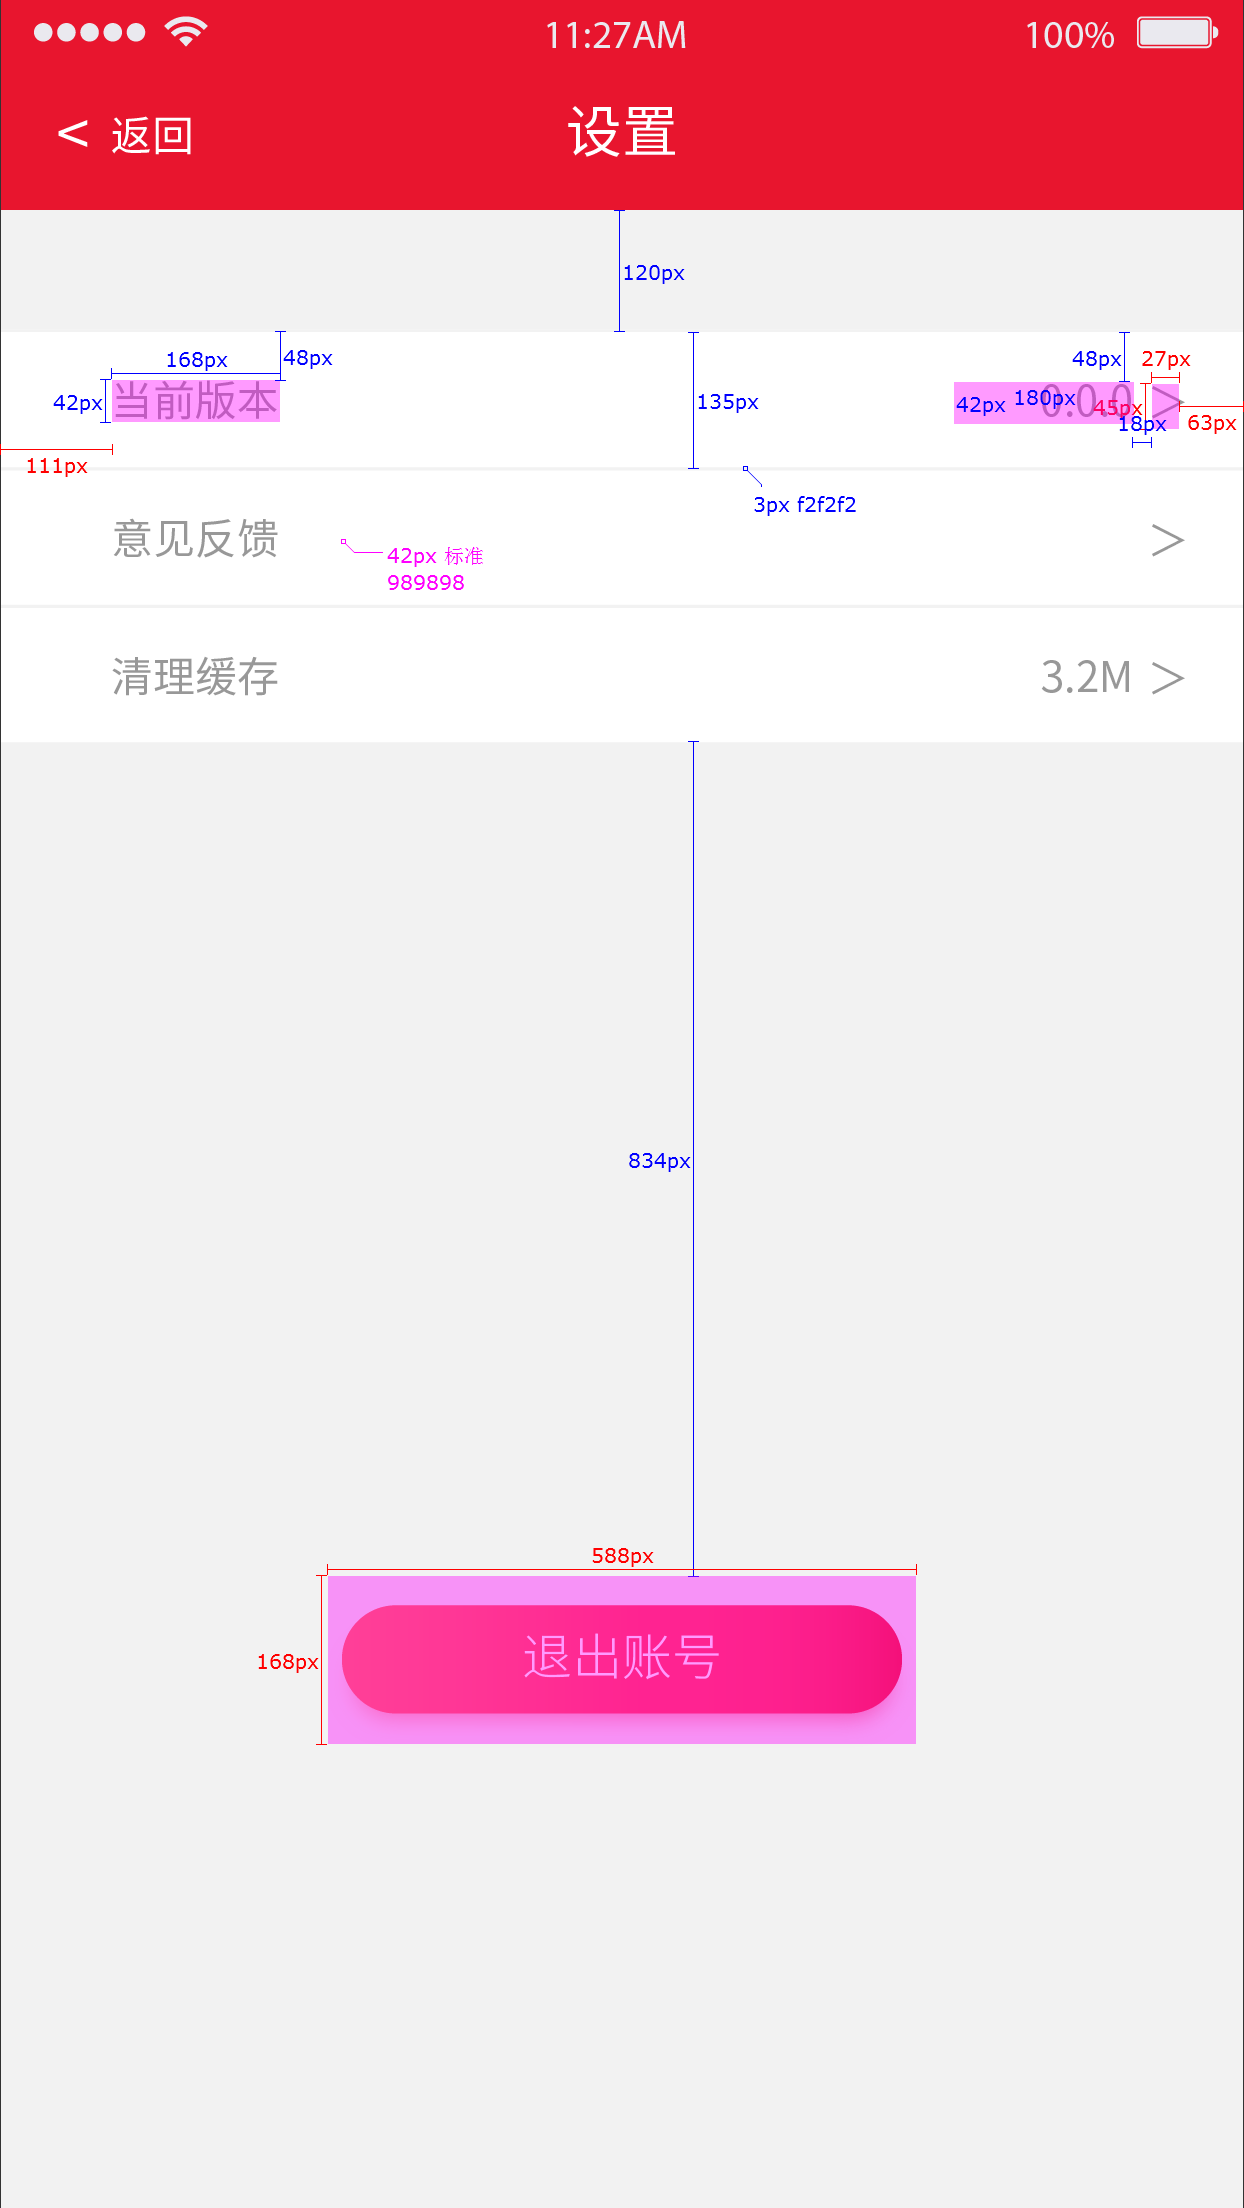 11:27AM 100%
< 返回 设置
120px
168px 48px 48px 27px
42px 当前版本 135px 42px 180px 0.0.0 45px >
18px 63px
111px
3px f2f2f2
意见反馈 >
42px 标准
989898
清理缓存 3.2M >
834px
588px
168px 退出账号